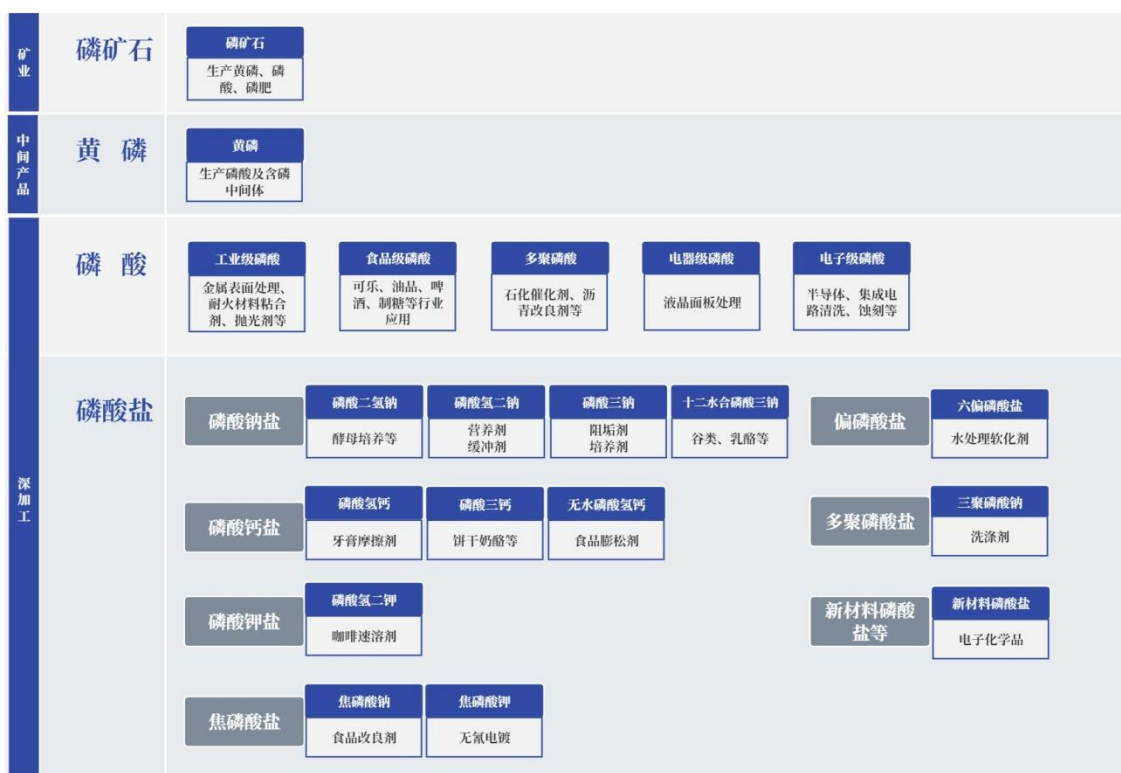 矿业
磷矿石
磷矿石
生产黄磷、磷
酸、磷肥
中间产品
黄 磷
黄磷
生产磷酸及含磷
中间体
深加工
磷 酸
工业级磷酸
金属表面处理、
耐火材料粘合
剂、抛光剂等
食品级磷酸
可乐、油品、啤
酒、制糖等行业
应用
多聚磷酸
石化催化剂、沥
青改良剂等
电器级磷酸
液晶面板处理
电子级磷酸
半导体、集成电
路清洗、蚀刻等
磷酸盐
磷酸钠盐
磷酸二氢钠
酵母培养等
磷酸氢二钠
营养剂
缓冲剂
磷酸三钠
阻垢剂
培养剂
十二水合磷酸三钠
谷类、乳酪等
偏磷酸盐
六偏磷酸盐
水处理软化剂
磷酸钙盐
磷酸氢钙
牙膏摩擦剂
磷酸三钙
饼干奶酪等
无水磷酸氢钙
食品膨松剂
多聚磷酸盐
三聚磷酸钠
洗涤剂
磷酸钾盐
磷酸氢二钾
咖啡速溶剂
新材料磷酸
盐等
新材料磷酸盐
电子化学品
焦磷酸盐
焦磷酸钠
食品改良剂
焦磷酸钾
无氰电镀